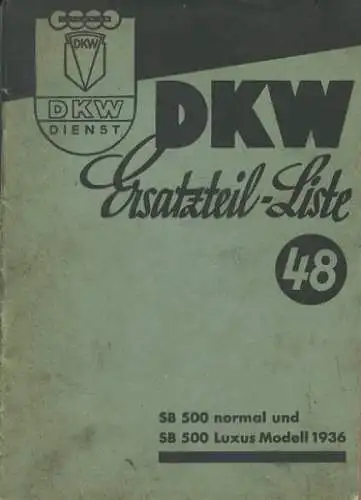 DKW
DKW
DIENST
DKW
Ersatzteil-Liste
48
SB 500 normal und
SB 500 Luxus Modell 1936